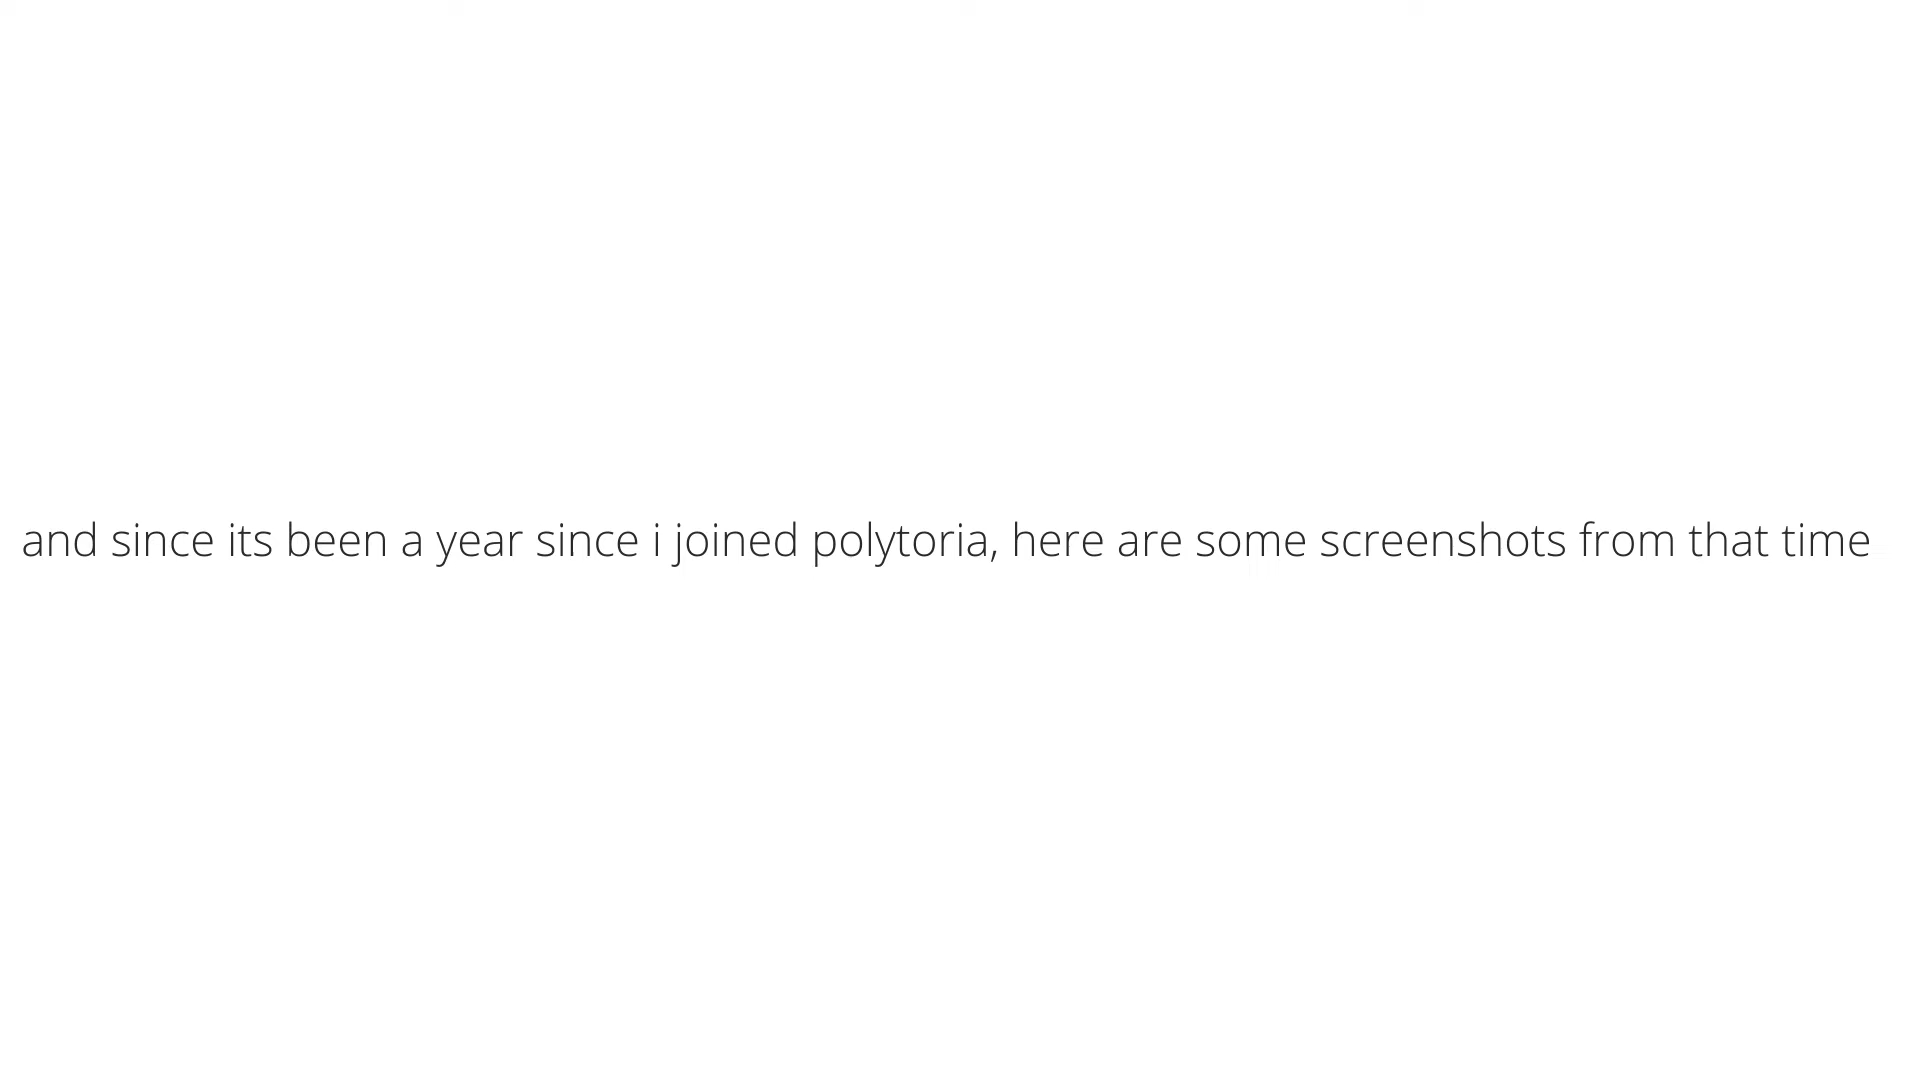 and since its been a year since i joined polytoria, here are some screenshots from that time